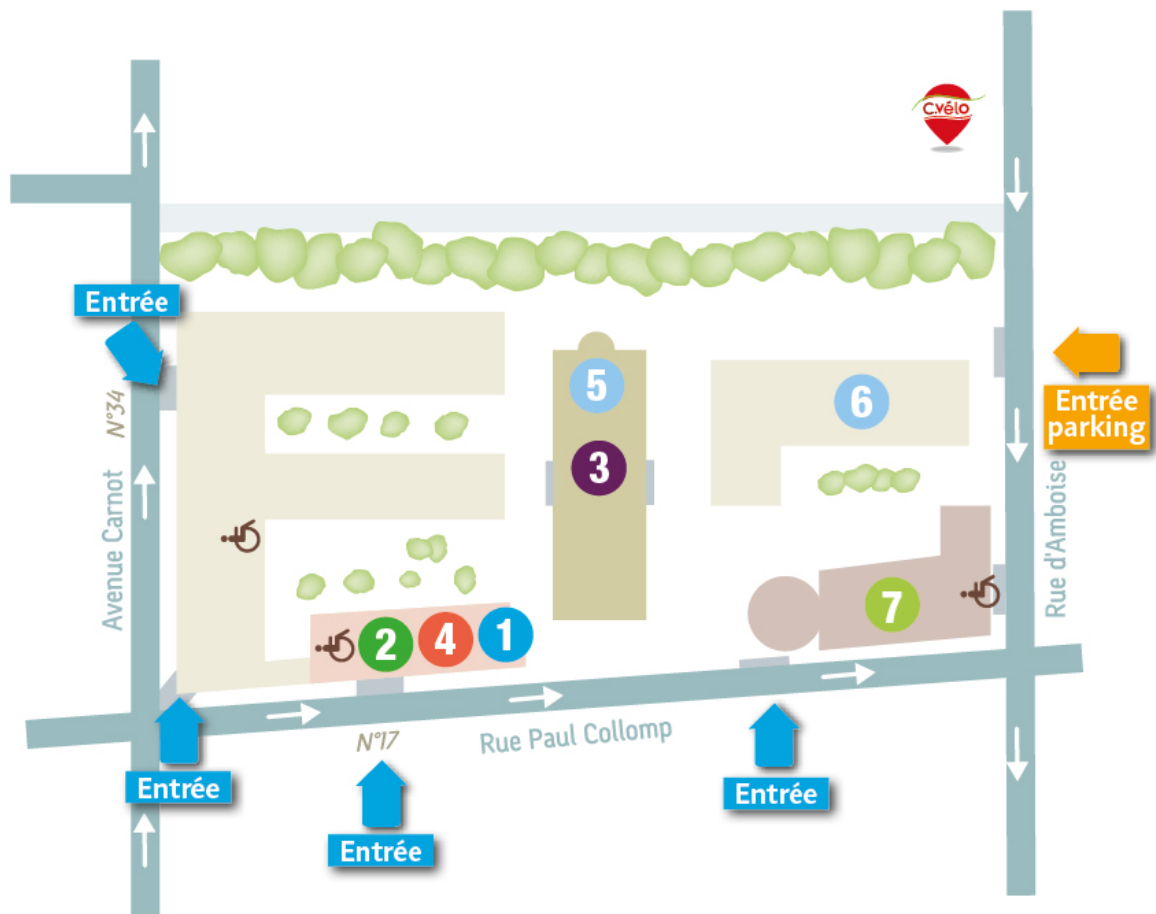 C.vélo
Entrée
N°34
Avenue Carnot
5
3
6
Entrée
parking
Rue d'Amboise
2
4
1
7
Entrée
N°17
Entrée
Rue Paul Collomp
Entrée